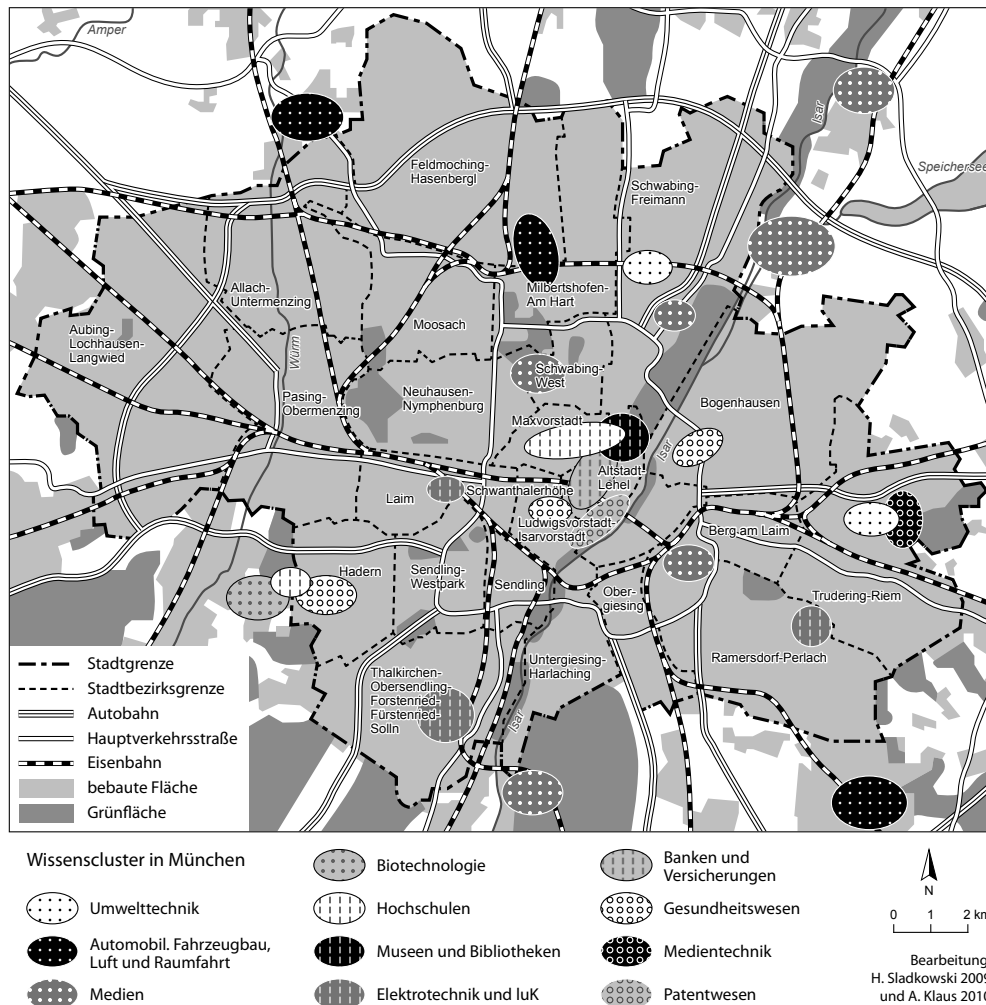 Amper
Isar
Speichersee
Feldmoching-
Hasenbergl
Schwabing-
Freimann
Allach-
Untermenzing
Milbertshofen-
Am Hart
Moosach
Aubing-
Lochhausen-
Langwied
Würm
Schwabing-
West
Pasing-
Obermenzing
Neuhausen-
Nymphenburg
Bogenhausen
Maxvorstadt
Isar
Altstadt-
Lehel
Laim
Schwanthalerhöhe
Ludwigsvorstadt-
Isarvorstadt
Berg am Laim
Hadern
Sendling-
Westpark
Sendling
Ober-
giesing
Trudering-Riem
Ramersdorf-Perlach
Untergiesing-
Harlaching
Thalkirchen-
Obersendling-
Forstenried-
Fürstenried-
Solln
Isar
Stadtgrenze
Stadtbezirksgrenze
Autobahn
Hauptverkehrsstraße
Eisenbahn
bebaute Fläche
Grünfläche
Wissenscluster in München
Umwelttechnik
Automobil. Fahrzeugbau,
Luft und Raumfahrt
Medien
Biotechnologie
Hochschulen
Museen und Bibliotheken
Elektrotechnik und IuK
Banken und
Versicherungen
Gesundheitswesen
Medientechnik
Patentwesen
N
0 1 2 km
Bearbeitung
H. Sladkowski 2009
und A. Klaus 2010